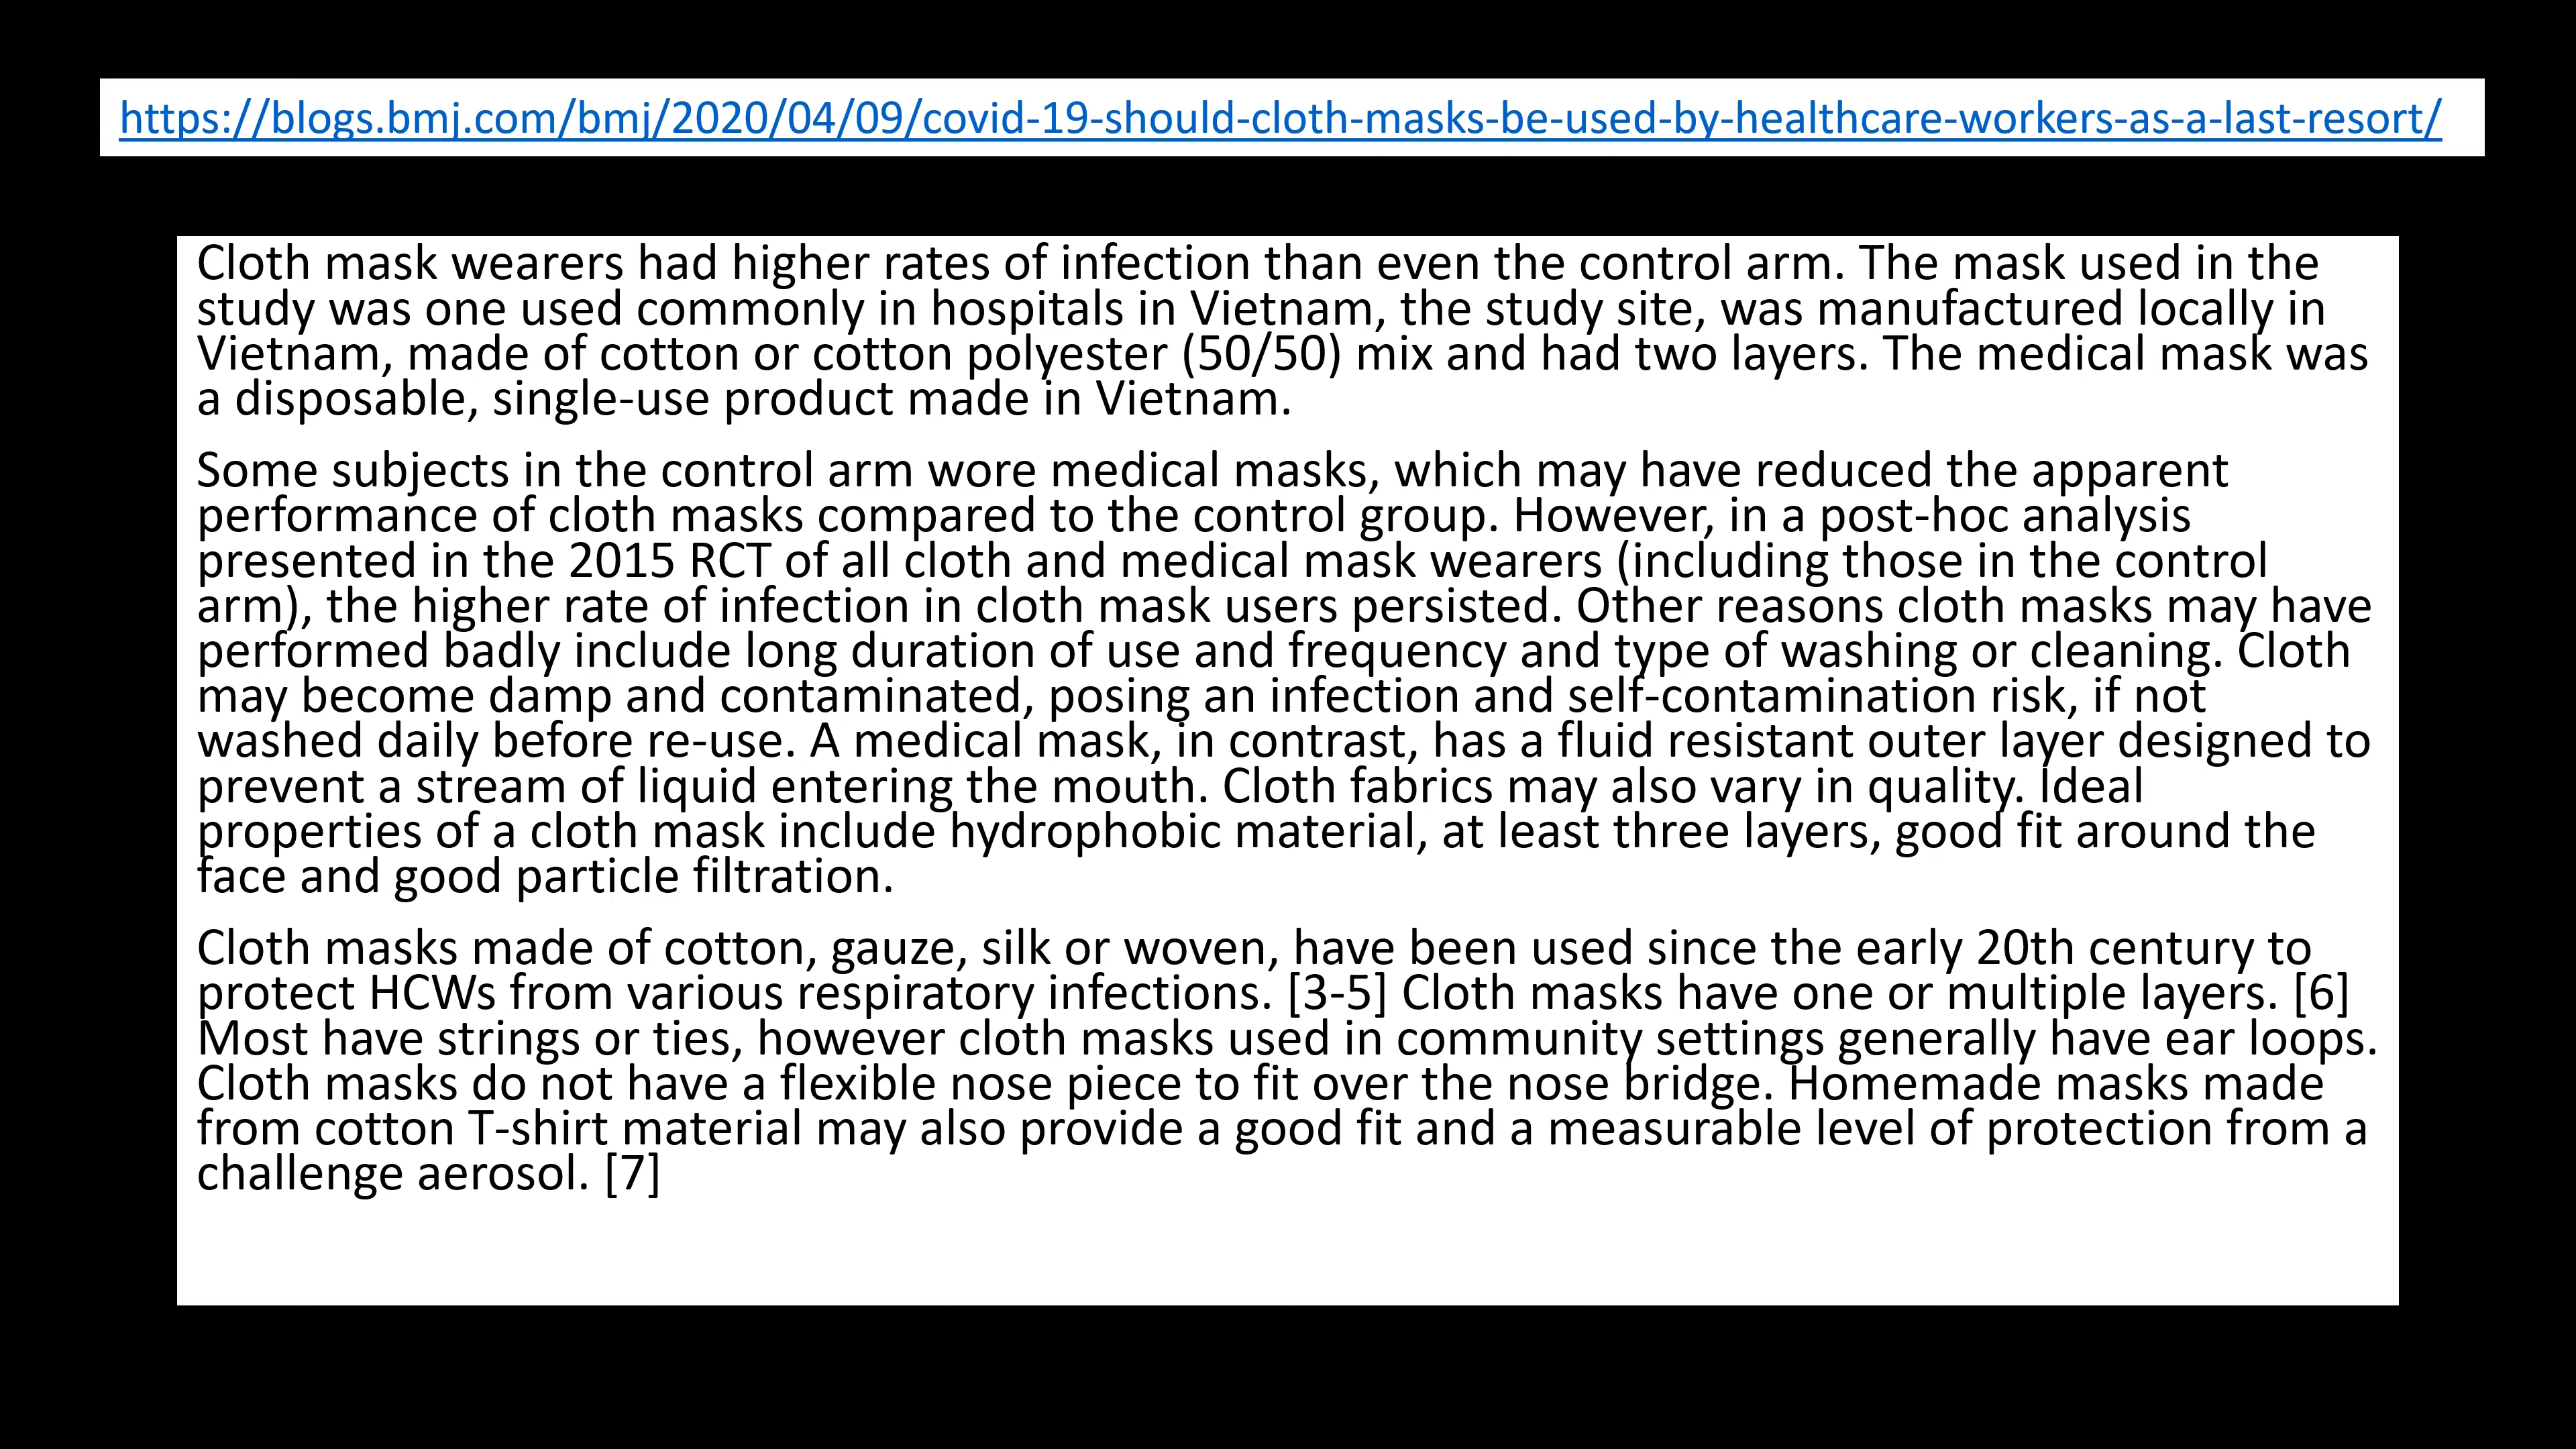 https://blogs.bmj.com/bmj/2020/04/09/covid-19-should-cloth-masks-be-used-by-healthcare-workers-as-a-last-resort/
Cloth mask wearers had higher rates of infection than even the control arm. The mask used in the
study was one used commonly in hospitals in Vietnam, the study site, was manufactured locally in
Vietnam, made of cotton or cotton polyester (50/50) mix and had two layers. The medical mask was
a disposable, single-use product made in Vietnam.
Some subjects in the control arm wore medical masks, which may have reduced the apparent
performance of cloth masks compared to the control group. However, in a post-hoc analysis
presented in the 2015 RCT of all cloth and medical mask wearers (including those in the control
arm), the higher rate of infection in cloth mask users persisted. Other reasons cloth masks may have
performed badly include long duration of use and frequency and type of washing or cleaning. Cloth
may become damp and contaminated, posing an infection and self-contamination risk, if not
washed daily before re-use. A medical mask, in contrast, has a fluid resistant outer layer designed to
prevent a stream of liquid entering the mouth. Cloth fabrics may also vary in quality. Ideal
properties of a cloth mask include hydrophobic material, at least three layers, good fit around the
face and good particle filtration.
Cloth masks made of cotton, gauze, silk or woven, have been used since the early 20th century to
protect HCWs from various respiratory infections. [3-5] Cloth masks have one or multiple layers. [6]
Most have strings or ties, however cloth masks used in community settings generally have ear loops.
Cloth masks do not have a flexible nose piece to fit over the nose bridge. Homemade masks made
from cotton T-shirt material may also provide a good fit and a measurable level of protection from a
challenge aerosol. [7]